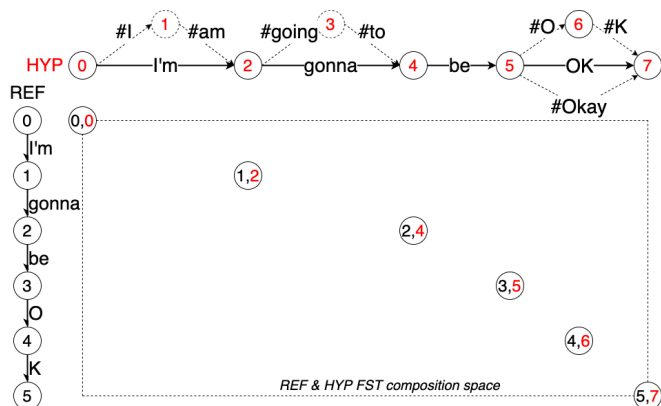 #I 1 #am #going 3 #to #O 6 #K
HYP 0 I'm 2 gonna 4 be 5 OK 7
#Okay
REF
0 0,0
I'm
1 1,2
gonna
2 2,4
be
3 3,5
O
4 4,6
K
5 REF & HYP FST composition space 5,7